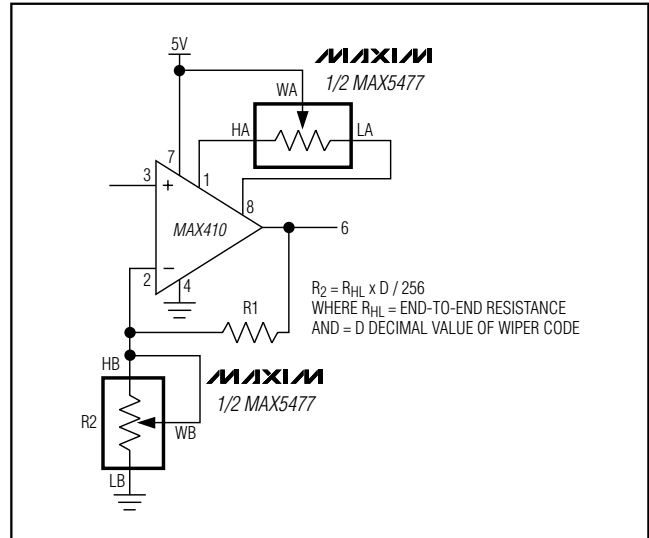 5V
MAXIM
1/2 MAX5477
WA
HA
LA
7
3
1
+
8
MAX410
6
2
−
4
R1
R2 = RHL x D / 256
WHERE RHL = END-TO-END RESISTANCE
AND = D DECIMAL VALUE OF WIPER CODE
HB
MAXIM
1/2 MAX5477
R2
WB
LB